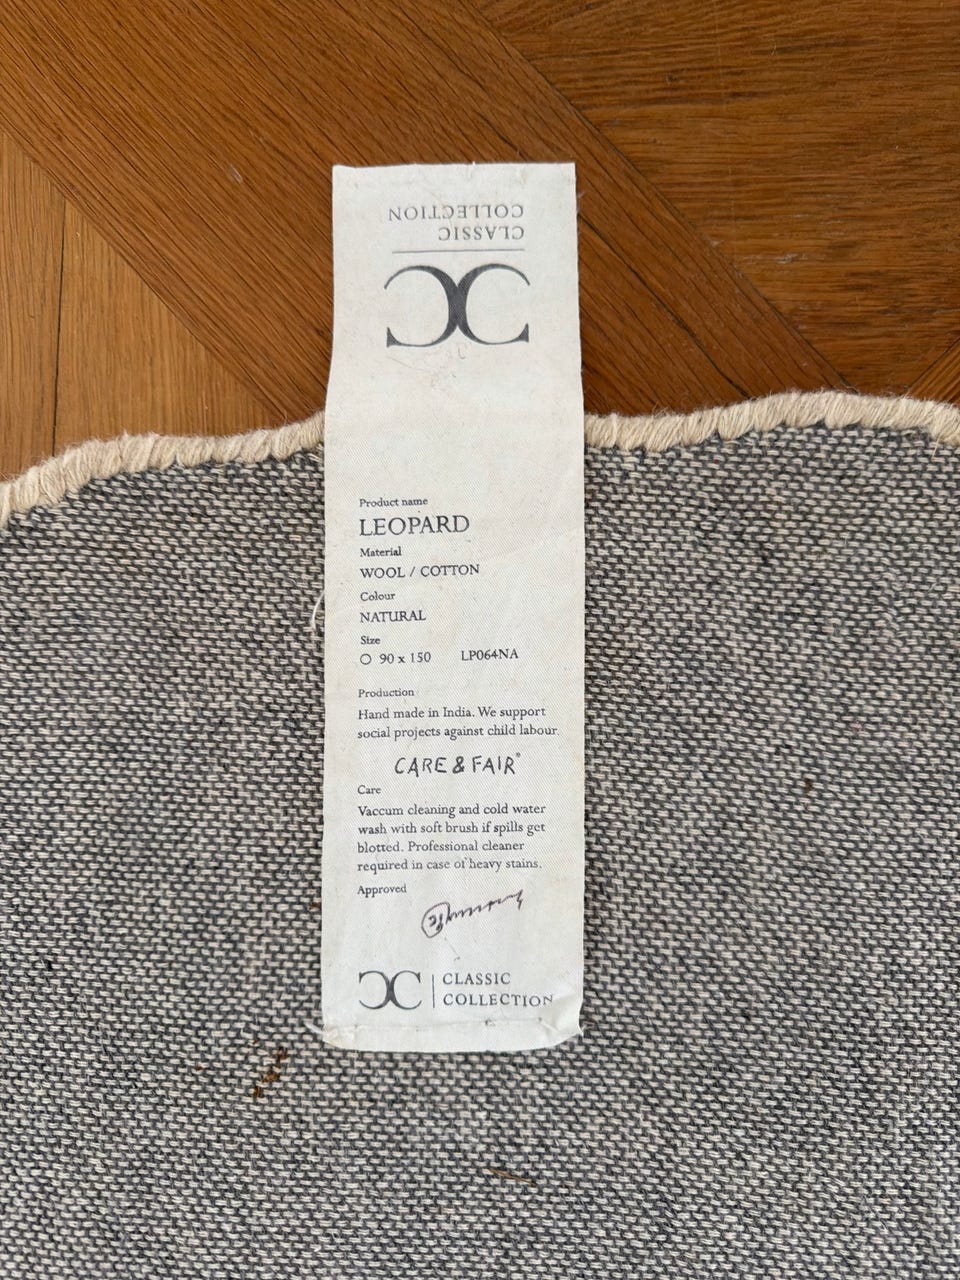 CLASSIC
COLLECTION
Product name
LEOPARD
Material
WOOL / COTTON
Colour
NATURAL
Size
90 x 150 LP064NA
Production
Hand made in India. We support
social projects against child labour.
CARE & FAIR®
Care
Vaccum cleaning and cold water
wash with soft brush if spills get
blotted. Professional cleaner
required in case of heavy stains.
Approved
CC CLASSIC
COLLECTION